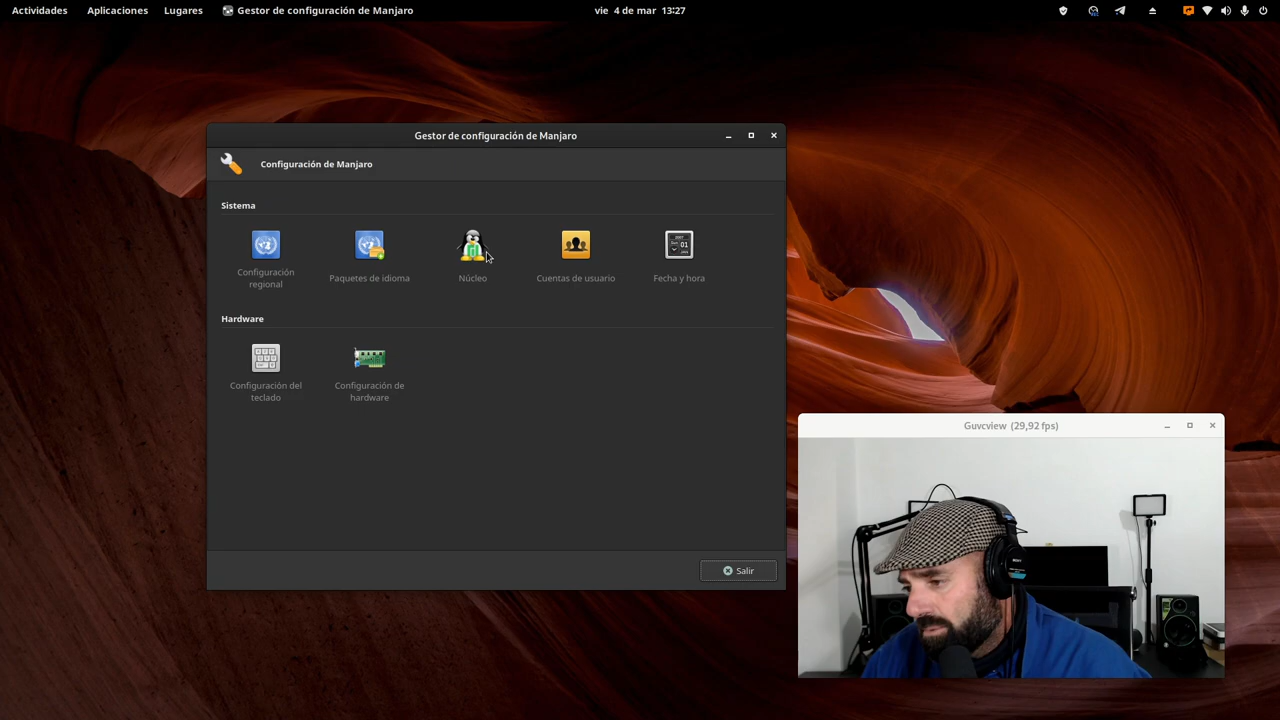 Actividades Aplicaciones Lugares Gestor de configuración de Manjaro vie 4 de mar 13:27
Gestor de configuración de Manjaro
Configuración de Manjaro
Sistema
Configuración regional
Paquetes de idioma
Núcleo
Cuentas de usuario
Fecha y hora
Hardware
Configuración del teclado
Configuración de hardware
Salir
Guvcview (29,92 fps)
SONY